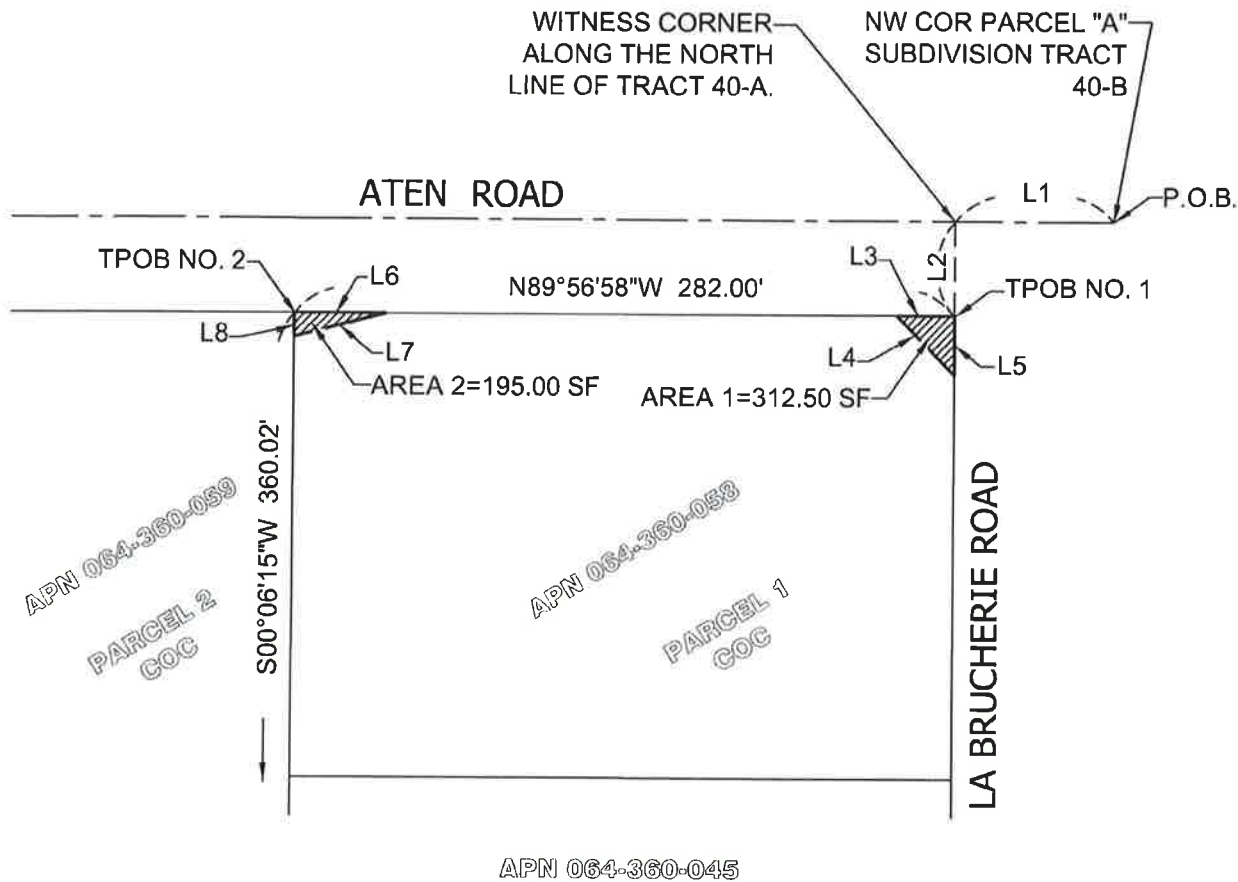 WITNESS CORNER
ALONG THE NORTH
LINE OF TRACT 40-A.
NW COR PARCEL "A"
SUBDIVISION TRACT
40-B
ATEN ROAD
L1
P.O.B.
TPOB NO. 2
L6
N89°56'58"W 282.00'
L3
L2
TPOB NO. 1
L8
L7
L4
L5
AREA 2=195.00 SF
AREA 1=312.50 SF
S00°06'15"W 360.02'
APN 064-360-059
PARCEL 2
COC
APN 064-360-058
PARCEL 1
COC
LA BRUCHERIE ROAD
APN 064-360-045